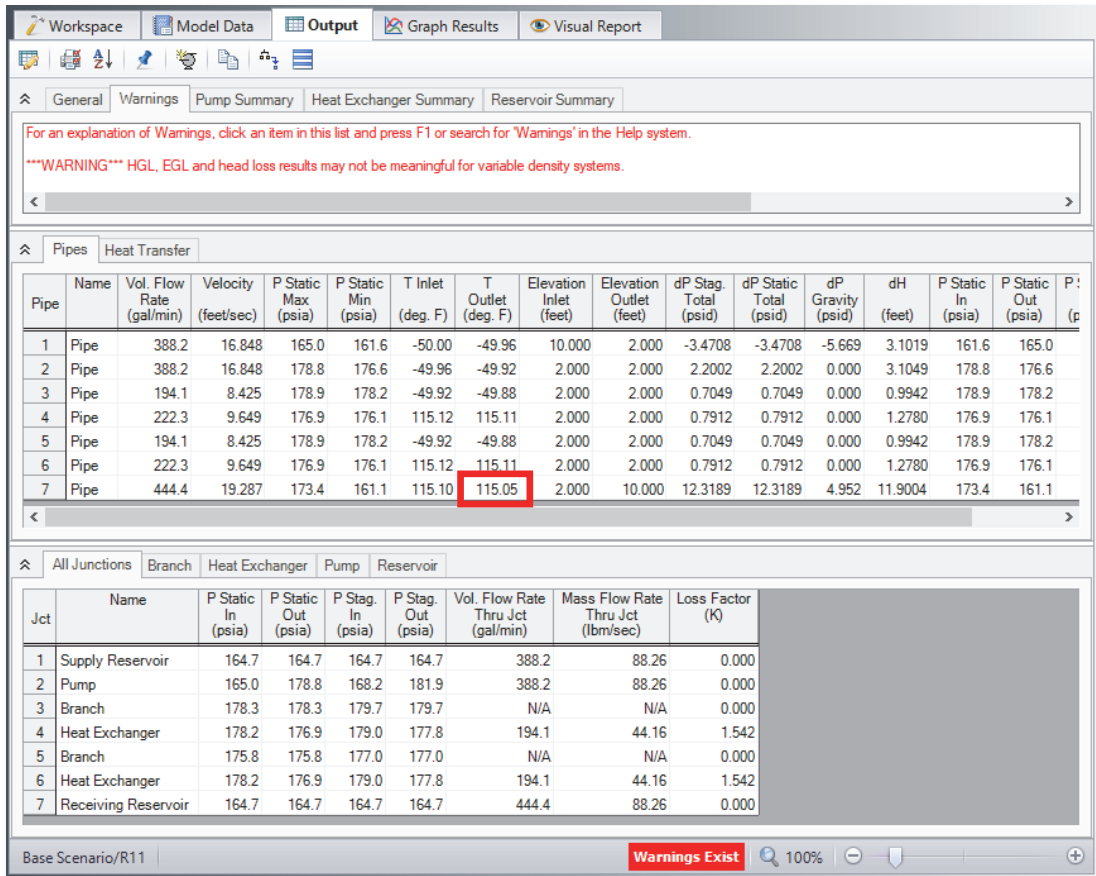 Workspace Model Data Output Graph Results Visual Report
General Warnings Pump Summary Heat Exchanger Summary Reservoir Summary
For an explanation of Warnings, click an item in this list and press F1 or search for 'Warnings' in the Help system.
***WARNING*** HGL, EGL and head loss results may not be meaningful for variable density systems.
Pipes Heat Transfer
Pipe Name Vol. Flow Rate (gal/min) Velocity (feet/sec) P Static Max (psia) P Static Min (psia) T Inlet (deg. F) T Outlet (deg. F) Elevation Inlet (feet) Elevation Outlet (feet) dP Stag. Total (psid) dP Static Total (psid) dP Gravity (psid) dH (feet) P Static In (psia) P Static Out (psia)
1 Pipe 388.2 16.848 165.0 161.6 -50.00 -49.96 10.000 2.000 -3.4708 -3.4708 -5.669 3.1019 161.6 165.0
2 Pipe 388.2 16.848 178.8 176.6 -49.96 -49.92 2.000 2.000 2.2002 2.2002 0.000 3.1049 178.8 176.6
3 Pipe 194.1 8.425 178.9 178.2 -49.92 -49.88 2.000 2.000 0.7049 0.7049 0.000 0.9942 178.9 178.2
4 Pipe 222.3 9.649 176.9 176.1 115.12 115.11 2.000 2.000 0.7912 0.7912 0.000 1.2780 176.9 176.1
5 Pipe 194.1 8.425 178.9 178.2 -49.92 -49.88 2.000 2.000 0.7049 0.7049 0.000 0.9942 178.9 178.2
6 Pipe 222.3 9.649 176.9 176.1 115.12 115.11 2.000 2.000 0.7912 0.7912 0.000 1.2780 176.9 176.1
7 Pipe 444.4 19.287 173.4 161.1 115.10 115.05 2.000 10.000 12.3189 12.3189 4.952 11.9004 173.4 161.1
All Junctions Branch Heat Exchanger Pump Reservoir
Jct Name P Static In (psia) P Static Out (psia) P Stag. In (psia) P Stag. Out (psia) Vol. Flow Rate Thru Jct (gal/min) Mass Flow Rate Thru Jct (lbm/sec) Loss Factor (K)
1 Supply Reservoir 164.7 164.7 164.7 164.7 388.2 88.26 0.000
2 Pump 165.0 178.8 168.2 181.9 388.2 88.26 0.000
3 Branch 178.3 178.3 179.7 179.7 N/A N/A 0.000
4 Heat Exchanger 178.2 176.9 179.0 177.8 194.1 44.16 1.542
5 Branch 175.8 175.8 177.0 177.0 N/A N/A 0.000
6 Heat Exchanger 178.2 176.9 179.0 177.8 194.1 44.16 1.542
7 Receiving Reservoir 164.7 164.7 164.7 164.7 444.4 88.26 0.000
Base Scenario/R11 Warnings Exist 100%